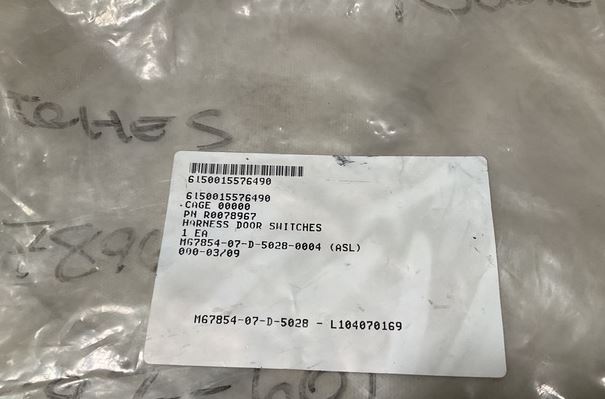 TCHES
6150015576490
6150015576490
CAGE 00000
PN R0078967
HARNESS DOOR SWITCHES
1 EA
M67854-07-D-5028-0004 (ASL)
000-03/09
M67854-07-D-5028 - L104070169